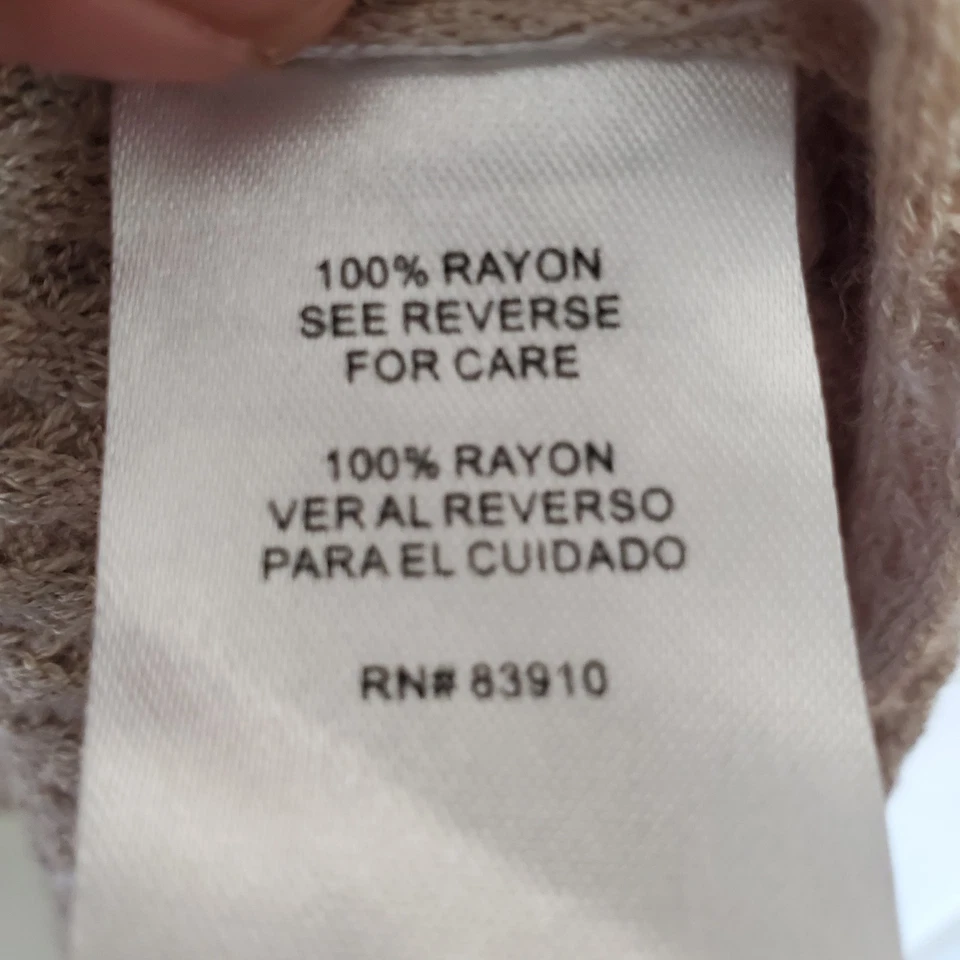 100% RAYON
SEE REVERSE
FOR CARE
100% RAYON
VER AL REVERSO
PARA EL CUIDADO
RN# 83910